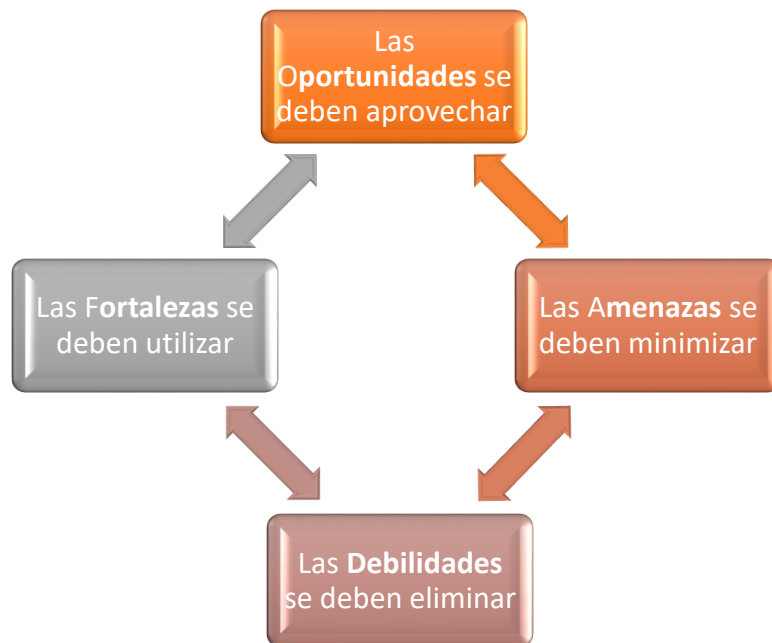 Las
Oportunidades se
deben aprovechar
Las Fortalezas se
deben utilizar
Las Amenazas se
deben minimizar
Las Debilidades
se deben eliminar